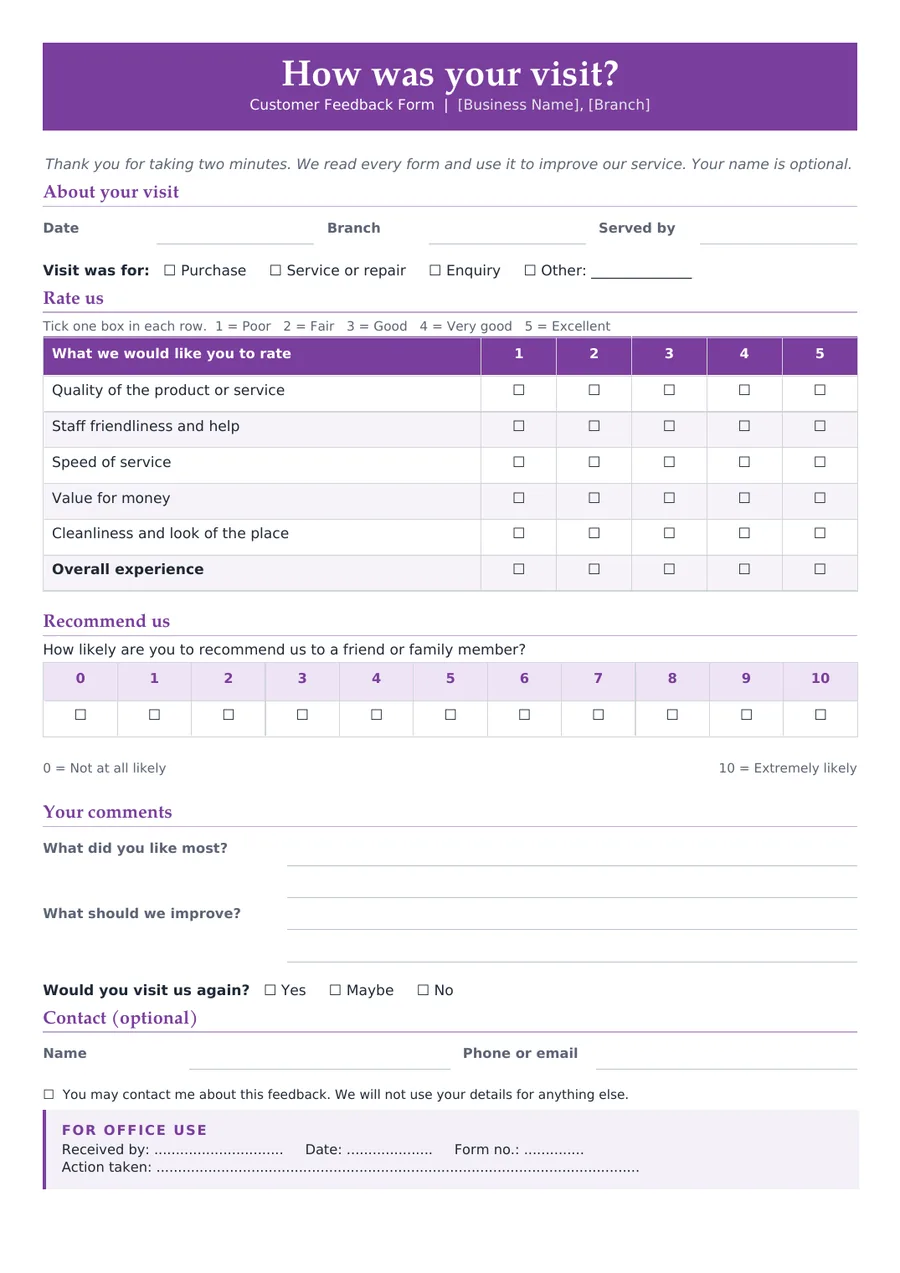 How was your visit?
Customer Feedback Form | [Business Name], [Branch]
Thank you for taking two minutes. We read every form and use it to improve our service. Your name is optional.
About your visit
Date Branch Served by
Visit was for: ☐ Purchase ☐ Service or repair ☐ Enquiry ☐ Other: _____________
Rate us
Tick one box in each row. 1 = Poor 2 = Fair 3 = Good 4 = Very good 5 = Excellent
What we would like you to rate 1 2 3 4 5
Quality of the product or service ☐ ☐ ☐ ☐ ☐
Staff friendliness and help ☐ ☐ ☐ ☐ ☐
Speed of service ☐ ☐ ☐ ☐ ☐
Value for money ☐ ☐ ☐ ☐ ☐
Cleanliness and look of the place ☐ ☐ ☐ ☐ ☐
Overall experience ☐ ☐ ☐ ☐ ☐
Recommend us
How likely are you to recommend us to a friend or family member?
0 1 2 3 4 5 6 7 8 9 10
☐ ☐ ☐ ☐ ☐ ☐ ☐ ☐ ☐ ☐ ☐
0 = Not at all likely 10 = Extremely likely
Your comments
What did you like most?
What should we improve?
Would you visit us again? ☐ Yes ☐ Maybe ☐ No
Contact (optional)
Name Phone or email
☐ You may contact me about this feedback. We will not use your details for anything else.
FOR OFFICE USE
Received by: .............................. Date: .................... Form no.: ..............
Action taken: ................................................................................................................